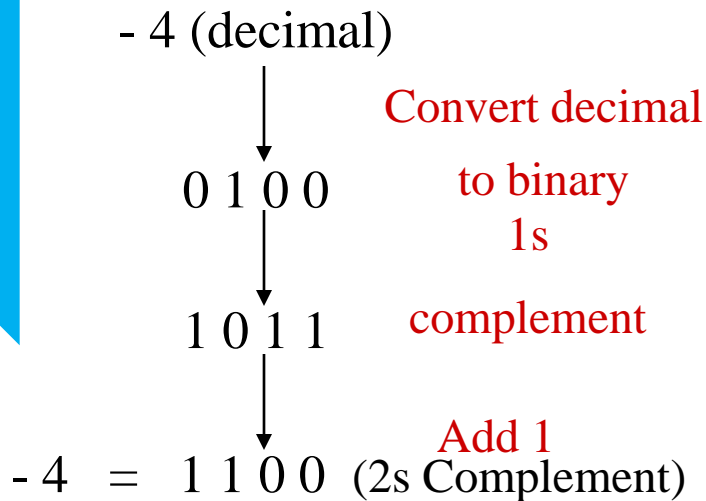 - 4 (decimal)
Convert decimal
0 1 0 0 to binary
1s
1 0 1 1 complement
Add 1
- 4 = 1 1 0 0 (2s Complement)